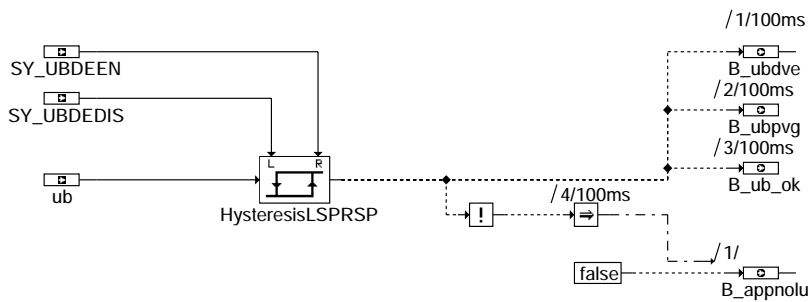 /1/100ms
SY_UBDEEN
B_ubdve
/2/100ms
SY_UBDEDIS
B_ubpvg
/3/100ms
L R
ub
B_ub_ok
HysteresisLSPRSP
/4/100ms
!
⇒
/1/
false
B_appnolu